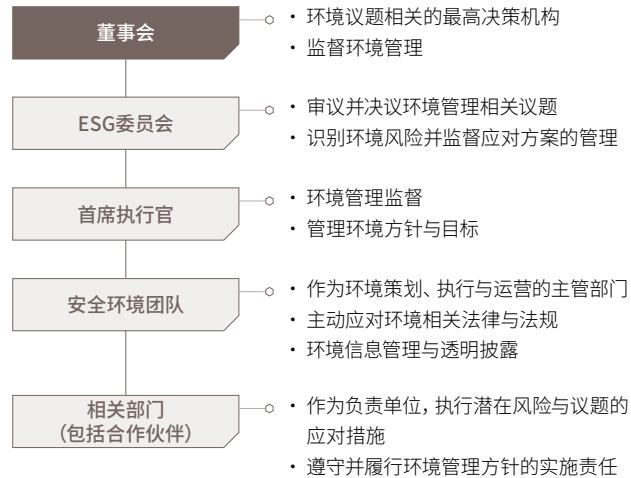 董事会
・ 环境议题相关的最高决策机构
・ 监督环境管理
ESG委员会
・ 审议并决议环境管理相关议题
・ 识别环境风险并监督应对方案的管理
首席执行官
・ 环境管理监督
・ 管理环境方针与目标
安全环境团队
・ 作为环境策划、执行与运营的主管部门
・ 主动应对环境相关法律与法规
・ 环境信息管理与透明披露
相关部门
（包括合作伙伴）
・ 作为负责单位，执行潜在风险与议题的
应对措施
・ 遵守并履行环境管理方针的实施责任